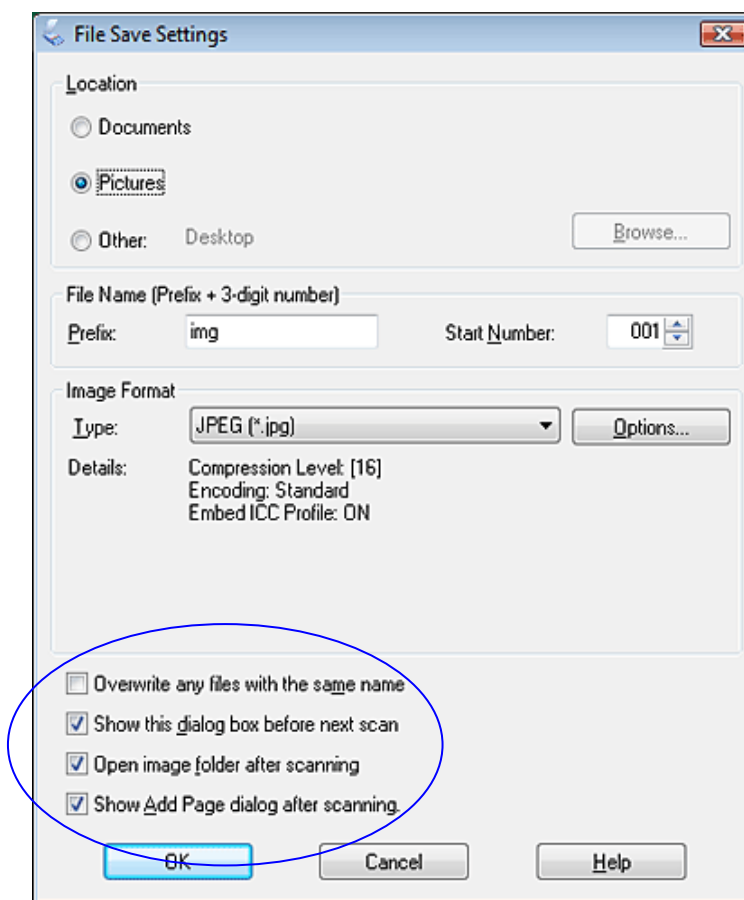 File Save Settings
Location
Documents
Pictures
Other: Desktop Browse...
File Name (Prefix + 3-digit number)
Prefix: img Start Number: 001
Image Format
Type: JPEG (*.jpg) Options...
Details: Compression Level: [16]
Encoding: Standard
Embed ICC Profile: ON
Overwrite any files with the same name
Show this dialog box before next scan
Open image folder after scanning
Show Add Page dialog after scanning.
OK Cancel Help